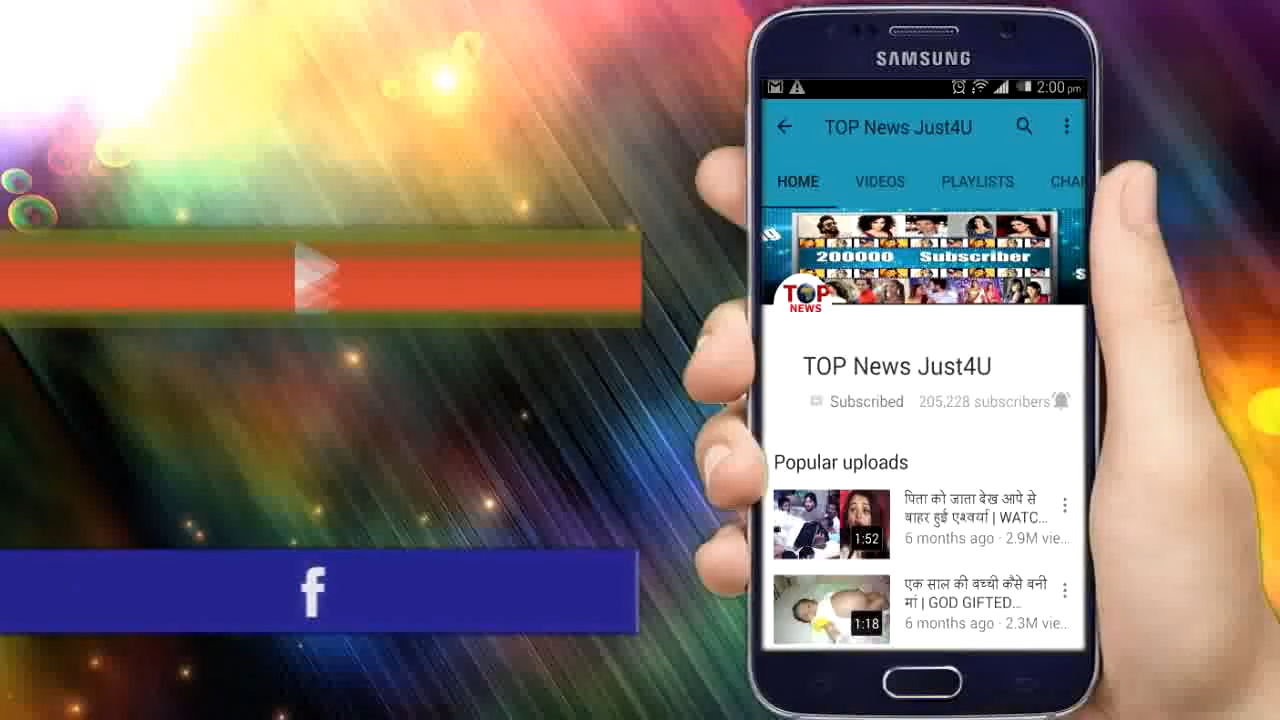 SAMSUNG
2:00 pm
TOP News Just4U
HOME VIDEOS PLAYLISTS CHA
200000 Subscriber
TOP
NEWS
TOP News Just4U
Subscribed 205,228 subscribers
Popular uploads
पिता को जाता देख आपे से
बाहर हुई एश्वर्या | WATC...
6 months ago · 2.9M vie...
1:52
एक साल की बच्ची कैसे बनी
मां | GOD GIFTED...
6 months ago · 2.3M vie...
1:18
f